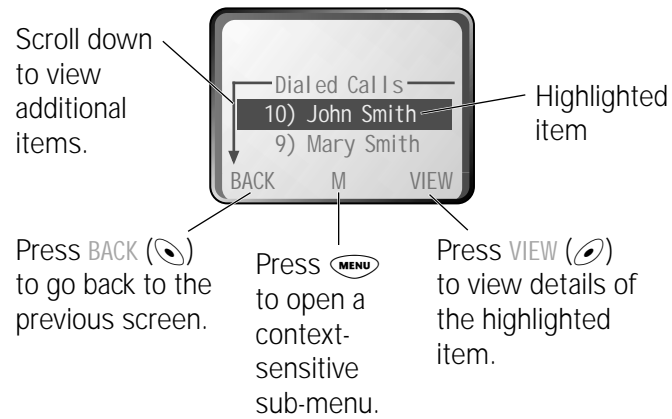 Scroll down
to view
additional
items.
Dialed Calls
10) John Smith
9) Mary Smith
BACK M VIEW
Highlighted
item
Press BACK ( )
to go back to the
previous screen.
Press MENU
to open a
context-
sensitive
sub-menu.
Press VIEW ( )
to view details of
the highlighted
item.